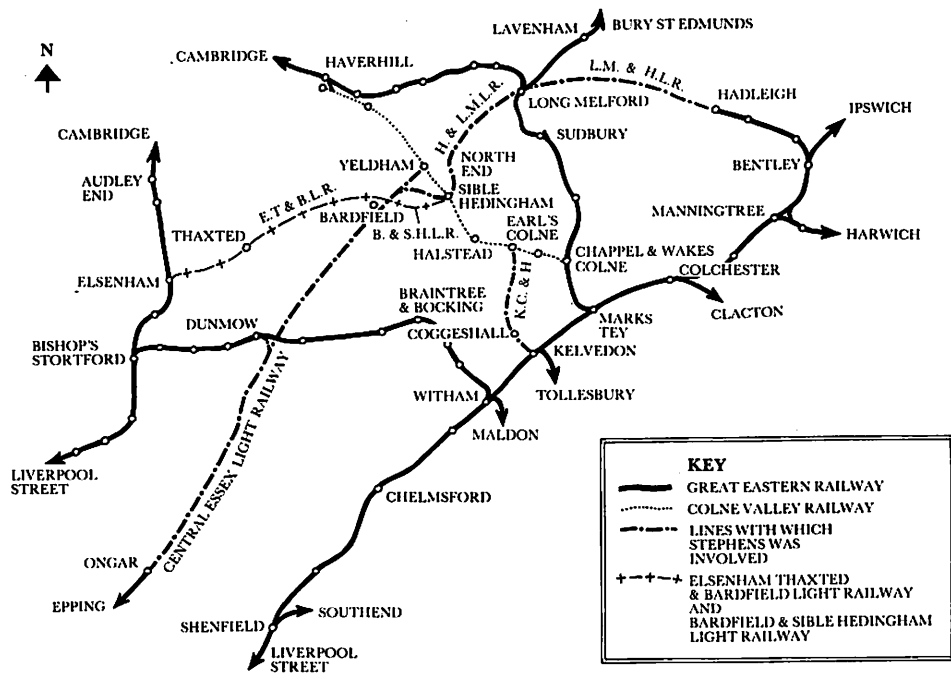 LAVENHAM
BURY ST EDMUNDS
N
CAMBRIDGE
HAVERHILL
L.M. & H.L.R.
HADLEIGH
LONG MELFORD
IPSWICH
CAMBRIDGE
H. & L.M.L.R.
SUDBURY
AUDLEY
END
YELDHAM
NORTH
END
BENTLEY
SIBLE
HEDINGHAM
E.T & B.L.R.
BARDFIELD
MANNINGTREE
THAXTED
B. & S.H.L.R.
EARL'S
COLNE
HARWICH
HALSTEAD
CHAPPEL & WAKES
COLNE
ELSENHAM
COLCHESTER
K.C. & H
BRAINTREE
& BOCKING
CLACTON
DUNMOW
COGGESHALL
MARKS
TEY
BISHOP'S
STORTFORD
KELVEDON
WITHAM
TOLLESBURY
MALDON
CENTRAL ESSEX LIGHT RAILWAY
LIVERPOOL
STREET
CHELMSFORD
ONGAR
EPPING
SOUTHEND
SHENFIELD
LIVERPOOL
STREET
KEY
GREAT EASTERN RAILWAY
COLNE VALLEY RAILWAY
LINES WITH WHICH
STEPHENS WAS
INVOLVED
ELSENHAM THAXTED
& BARDFIELD LIGHT RAILWAY
AND
BARDFIELD & SIBLE HEDINGHAM
LIGHT RAILWAY